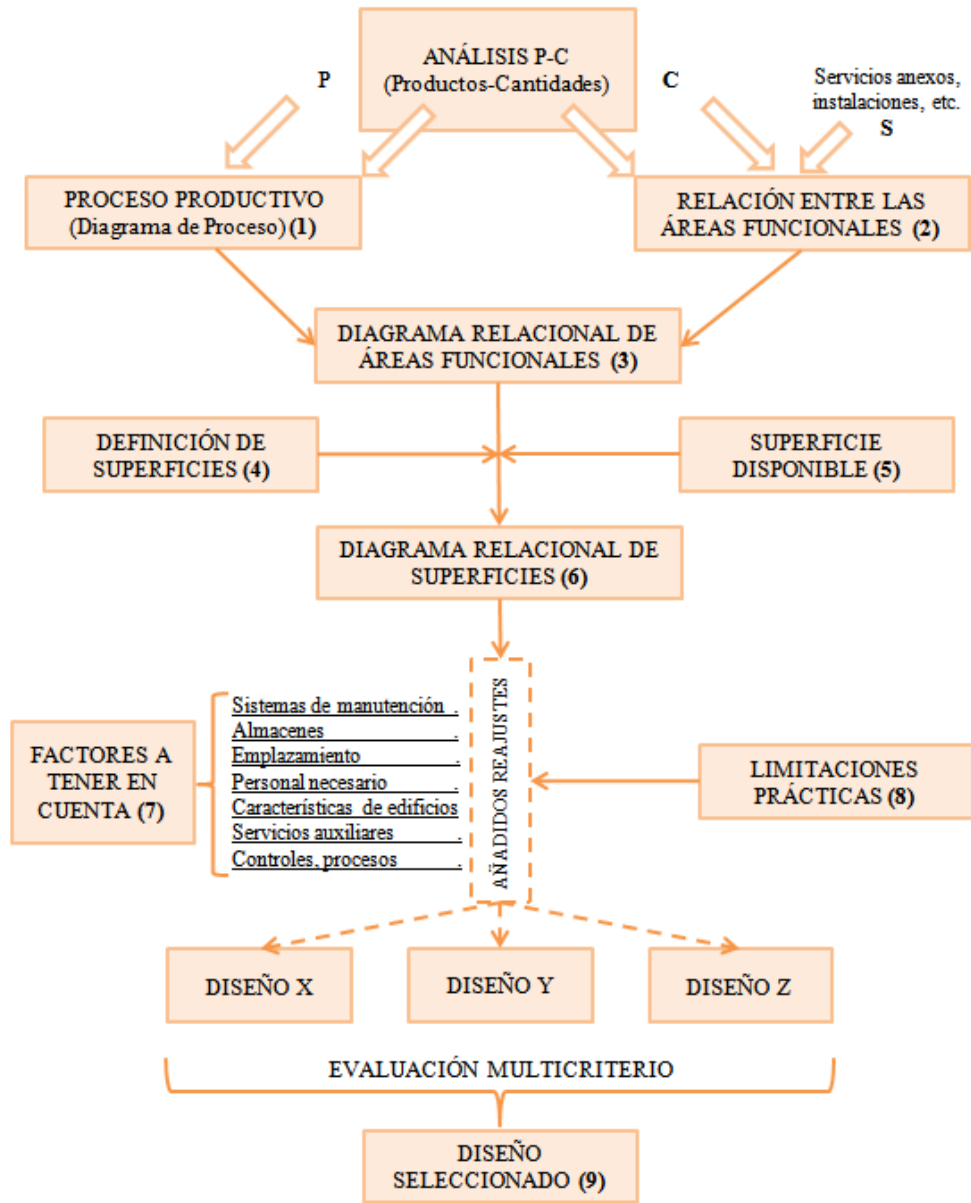 ANÁLISIS P-C
(Productos-Cantidades)
P
C
Servicios anexos,
instalaciones, etc.
S
PROCESO PRODUCTIVO
(Diagrama de Proceso) (1)
RELACIÓN ENTRE LAS
ÁREAS FUNCIONALES (2)
DIAGRAMA RELACIONAL DE
ÁREAS FUNCIONALES (3)
DEFINICIÓN DE
SUPERFICIES (4)
SUPERFICIE
DISPONIBLE (5)
DIAGRAMA RELACIONAL DE
SUPERFICIES (6)
FACTORES A
TENER EN
CUENTA (7)
Sistemas de manutención .
Almacenes .
Emplazamiento .
Personal necesario .
Características de edificios
Servicios auxiliares .
Controles, procesos .
AÑADIDOS REAJUSTES
LIMITACIONES
PRÁCTICAS (8)
DISEÑO X
DISEÑO Y
DISEÑO Z
EVALUACIÓN MULTICRITERIO
DISEÑO
SELECCIONADO (9)